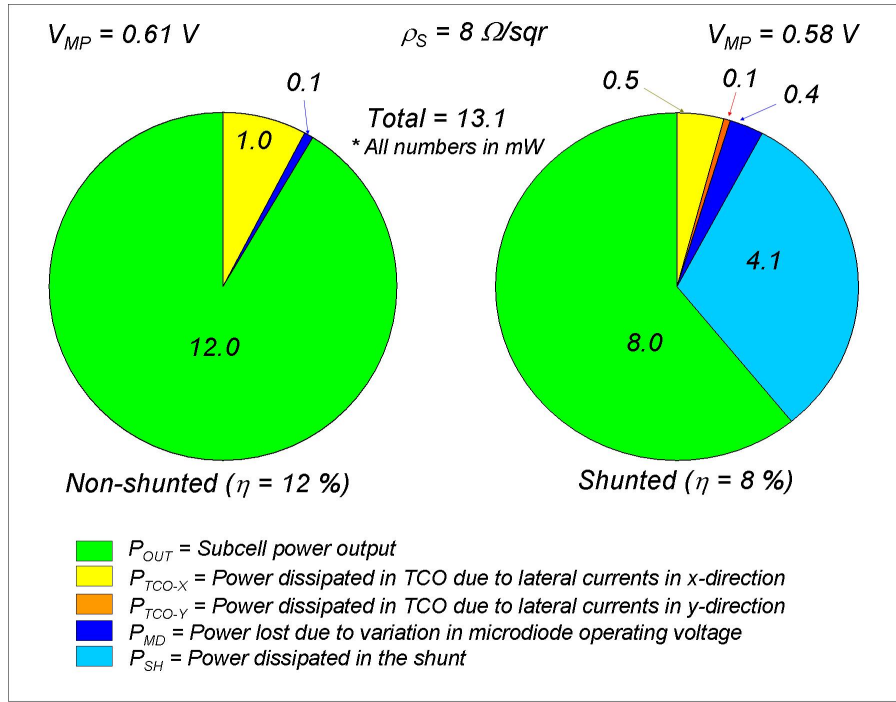 V_MP = 0.61 V
ρ_S = 8 Ω/sqr
V_MP = 0.58 V
0.1
Total = 13.1
* All numbers in mW
1.0
12.0
0.5
0.1
0.4
4.1
8.0
Non-shunted (η = 12 %)
Shunted (η = 8 %)
P_OUT = Subcell power output
P_TCO-X = Power dissipated in TCO due to lateral currents in x-direction
P_TCO-Y = Power dissipated in TCO due to lateral currents in y-direction
P_MD = Power lost due to variation in microdiode operating voltage
P_SH = Power dissipated in the shunt